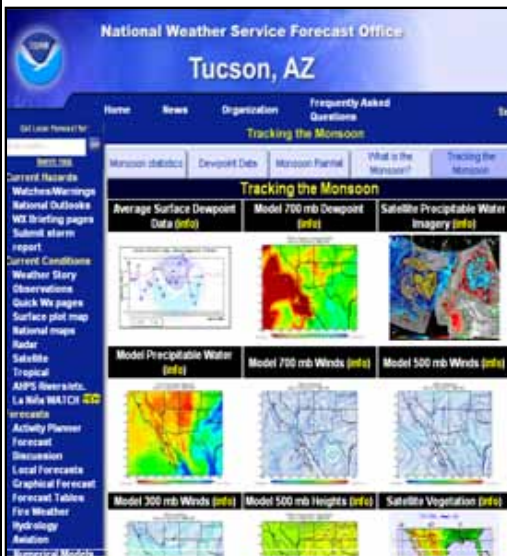 National Weather Service Forecast Office
Tucson, AZ
Home
News
Organization
Frequently Asked
Questions
Tracking the Monsoon
Monsoon statistics
Dewpoint Data
Monsoon Rainfall
What is the
Monsoon?
Tracking the
Monsoon
Current Hazards
Watches/Warnings
National Outlooks
WX Briefing pages
Submit storm
report
Current Conditions
Weather Story
Observations
Quick Wx pages
Surface plot map
National maps
Radar
Satellite
Tropical
AHPS Rivers/etc.
La Niña WATCH
Forecasts
Activity Planner
Forecast
Discussion
Local Forecasts
Graphical Forecast
Forecast Tables
Fire Weather
Hydrology
Aviation
Numerical Models
Tracking the Monsoon
Average Surface Dewpoint
Data (info)
Model 700 mb Dewpoint
(info)
Satellite Precipitable Water
Imagery (info)
Model Precipitable Water
(info)
Model 700 mb Winds (info)
Model 500 mb Winds (info)
Model 300 mb Winds (info)
Model 500 mb Heights (info)
Satellite Vegetation (info)